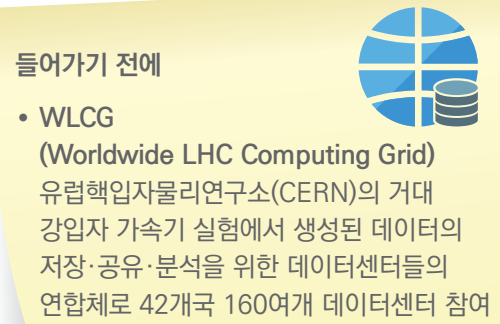 들어가기 전에
• WLCG
(Worldwide LHC Computing Grid)
유럽핵입자물리연구소(CERN)의 거대
강입자 가속기 실험에서 생성된 데이터의
저장·공유·분석을 위한 데이터센터들의
연합체로 42개국 160여개 데이터센터 참여